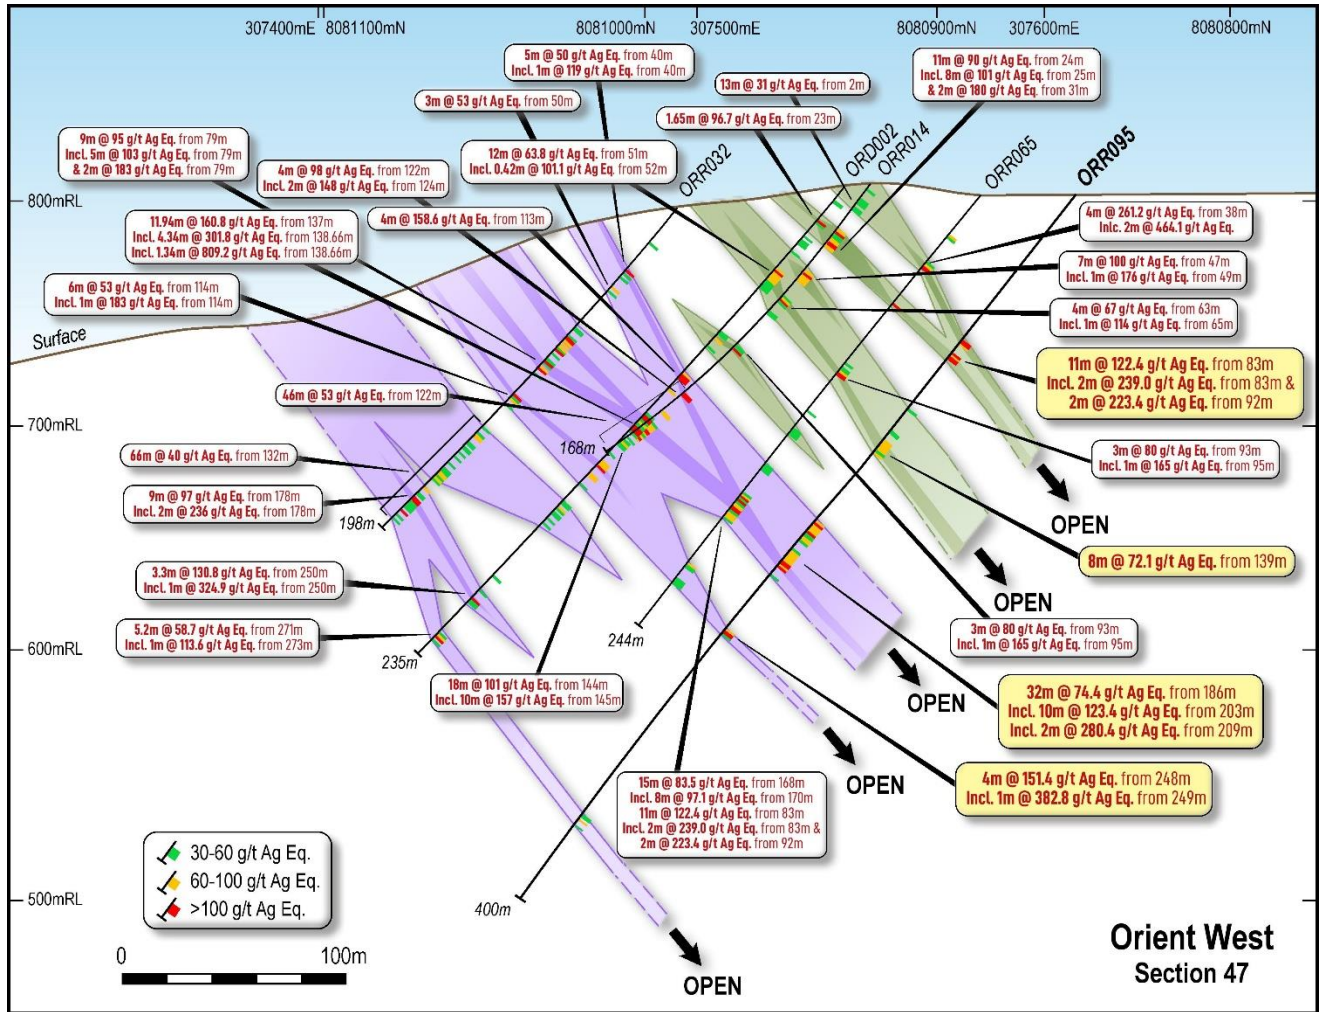 307400mE
8081100mN
8081000mN
307500mE
8080900mN
307600mE
8080800mN
5m @ 50 g/t Ag Eq. from 40m
Incl. 1m @ 119 g/t Ag Eq. from 40m
11m @ 90 g/t Ag Eq. from 24m
Incl. 8m @ 101 g/t Ag Eq. from 25m
& 2m @ 180 g/t Ag Eq. from 31m
13m @ 31 g/t Ag Eq. from 2m
3m @ 53 g/t Ag Eq. from 50m
1.65m @ 96.7 g/t Ag Eq. from 23m
9m @ 95 g/t Ag Eq. from 79m
Incl. 5m @ 103 g/t Ag Eq. from 79m
& 2m @ 183 g/t Ag Eq. from 79m
12m @ 63.8 g/t Ag Eq. from 51m
Incl. 0.42m @ 101.1 g/t Ag Eq. from 52m
4m @ 98 g/t Ag Eq. from 122m
Incl. 2m @ 148 g/t Ag Eq. from 124m
ORR032
ORD002
ORR014
ORR065
ORR095
800mRL
4m @ 158.6 g/t Ag Eq. from 113m
11.94m @ 160.8 g/t Ag Eq. from 137m
Incl. 4.34m @ 301.8 g/t Ag Eq. from 138.66m
Incl. 1.34m @ 809.2 g/t Ag Eq. from 138.66m
4m @ 261.2 g/t Ag Eq. from 38m
Inlc. 2m @ 464.1 g/t Ag Eq.
7m @ 100 g/t Ag Eq. from 47m
Incl. 1m @ 176 g/t Ag Eq. from 49m
6m @ 53 g/t Ag Eq. from 114m
Incl. 1m @ 183 g/t Ag Eq. from 114m
4m @ 67 g/t Ag Eq. from 63m
Incl. 1m @ 114 g/t Ag Eq. from 65m
Surface
11m @ 122.4 g/t Ag Eq. from 83m
Incl. 2m @ 239.0 g/t Ag Eq. from 83m &
2m @ 223.4 g/t Ag Eq. from 92m
46m @ 53 g/t Ag Eq. from 122m
700mRL
168m
66m @ 40 g/t Ag Eq. from 132m
3m @ 80 g/t Ag Eq. from 93m
Incl. 1m @ 165 g/t Ag Eq. from 95m
9m @ 97 g/t Ag Eq. from 178m
Incl. 2m @ 236 g/t Ag Eq. from 178m
198m
OPEN
8m @ 72.1 g/t Ag Eq. from 139m
3.3m @ 130.8 g/t Ag Eq. from 250m
Incl. 1m @ 324.9 g/t Ag Eq. from 250m
OPEN
5.2m @ 58.7 g/t Ag Eq. from 271m
Incl. 1m @ 113.6 g/t Ag Eq. from 273m
244m
3m @ 80 g/t Ag Eq. from 93m
Incl. 1m @ 165 g/t Ag Eq. from 95m
600mRL
235m
18m @ 101 g/t Ag Eq. from 144m
Incl. 10m @ 157 g/t Ag Eq. from 145m
OPEN
32m @ 74.4 g/t Ag Eq. from 186m
Incl. 10m @ 123.4 g/t Ag Eq. from 203m
Incl. 2m @ 280.4 g/t Ag Eq. from 209m
OPEN
4m @ 151.4 g/t Ag Eq. from 248m
Incl. 1m @ 382.8 g/t Ag Eq. from 249m
15m @ 83.5 g/t Ag Eq. from 168m
Incl. 8m @ 97.1 g/t Ag Eq. from 170m
11m @ 122.4 g/t Ag Eq. from 83m
Incl. 2m @ 239.0 g/t Ag Eq. from 83m &
2m @ 223.4 g/t Ag Eq. from 92m
30-60 g/t Ag Eq.
60-100 g/t Ag Eq.
>100 g/t Ag Eq.
500mRL
400m
0
100m
OPEN
Orient West
Section 47